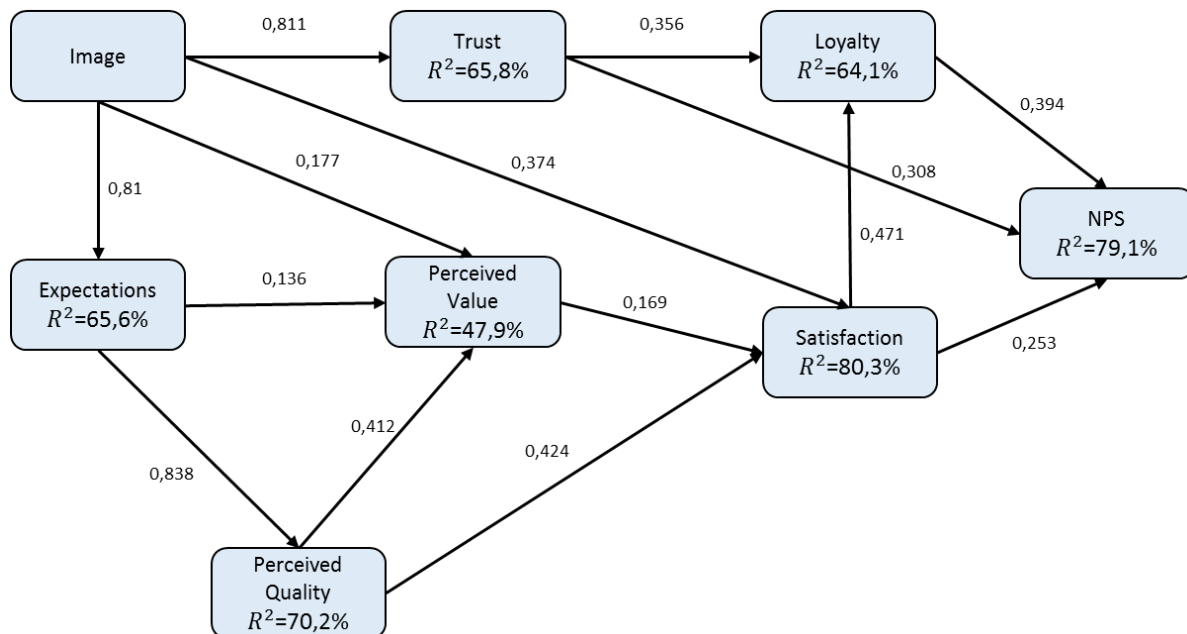 0,811
0,356
Image
Trust
R²=65,8%
Loyalty
R²=64,1%
0,394
0,177
0,374
0,308
0,81
0,471
NPS
R²=79,1%
Expectations
R²=65,6%
0,136
Perceived
Value
R²=47,9%
0,169
Satisfaction
R²=80,3%
0,253
0,412
0,424
0,838
Perceived
Quality
R²=70,2%